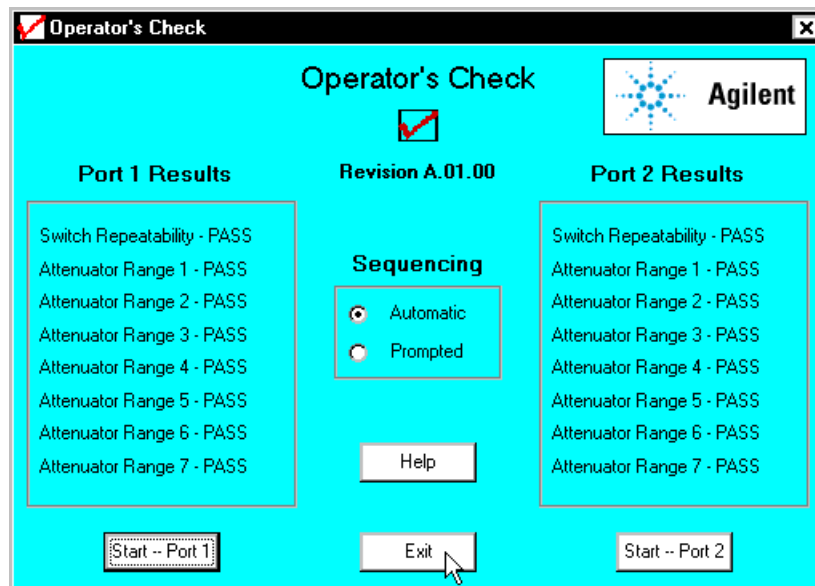 Operator's Check
Operator's Check
Agilent
Revision A.01.00
Port 1 Results
Switch Repeatability - PASS
Attenuator Range 1 - PASS
Attenuator Range 2 - PASS
Attenuator Range 3 - PASS
Attenuator Range 4 - PASS
Attenuator Range 5 - PASS
Attenuator Range 6 - PASS
Attenuator Range 7 - PASS
Start -- Port 1
Sequencing
Automatic
Prompted
Help
Exit
Port 2 Results
Switch Repeatability - PASS
Attenuator Range 1 - PASS
Attenuator Range 2 - PASS
Attenuator Range 3 - PASS
Attenuator Range 4 - PASS
Attenuator Range 5 - PASS
Attenuator Range 6 - PASS
Attenuator Range 7 - PASS
Start -- Port 2